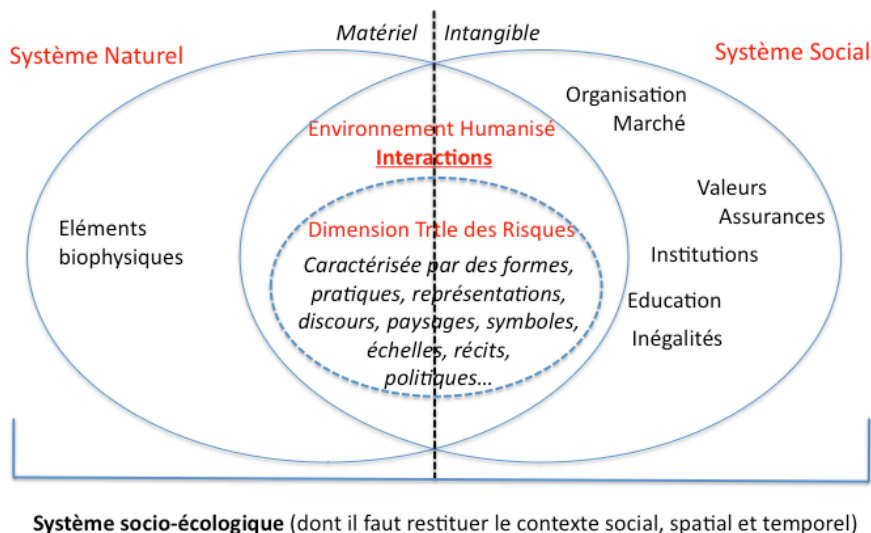 Matériel
Intangible
Système Naturel
Système Social
Organisation
Marché
Environnement Humanisé
Interactions
Valeurs
Assurances
Eléments
biophysiques
Dimension Trtle des Risques
Institutions
Caractérisée par des formes,
pratiques, représentations,
discours, paysages, symboles,
échelles, récits,
politiques...
Education
Inégalités
Système socio-écologique (dont il faut restituer le contexte social, spatial et temporel)